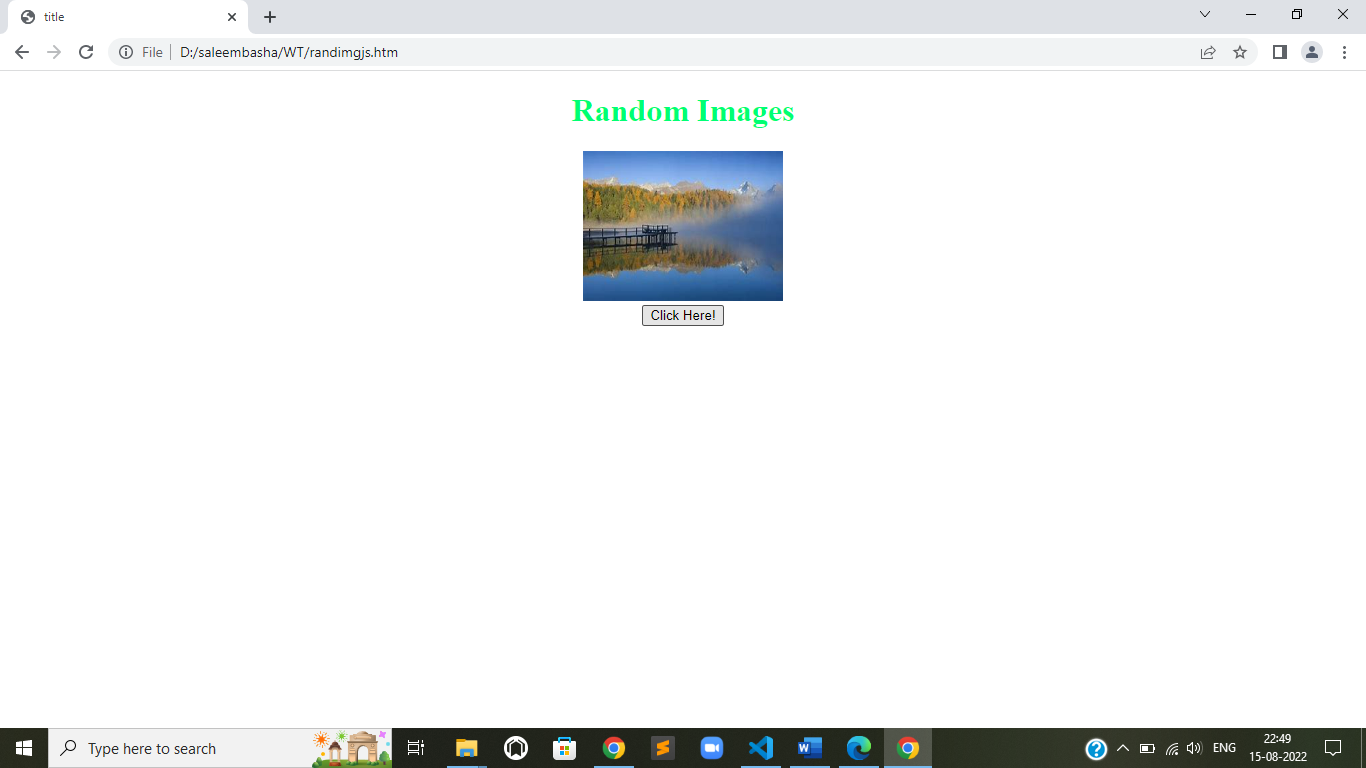 title
File
D:/saleembasha/WT/randimgjs.htm
Random Images
Click Here!
Type here to search
ENG
22:49
15-08-2022